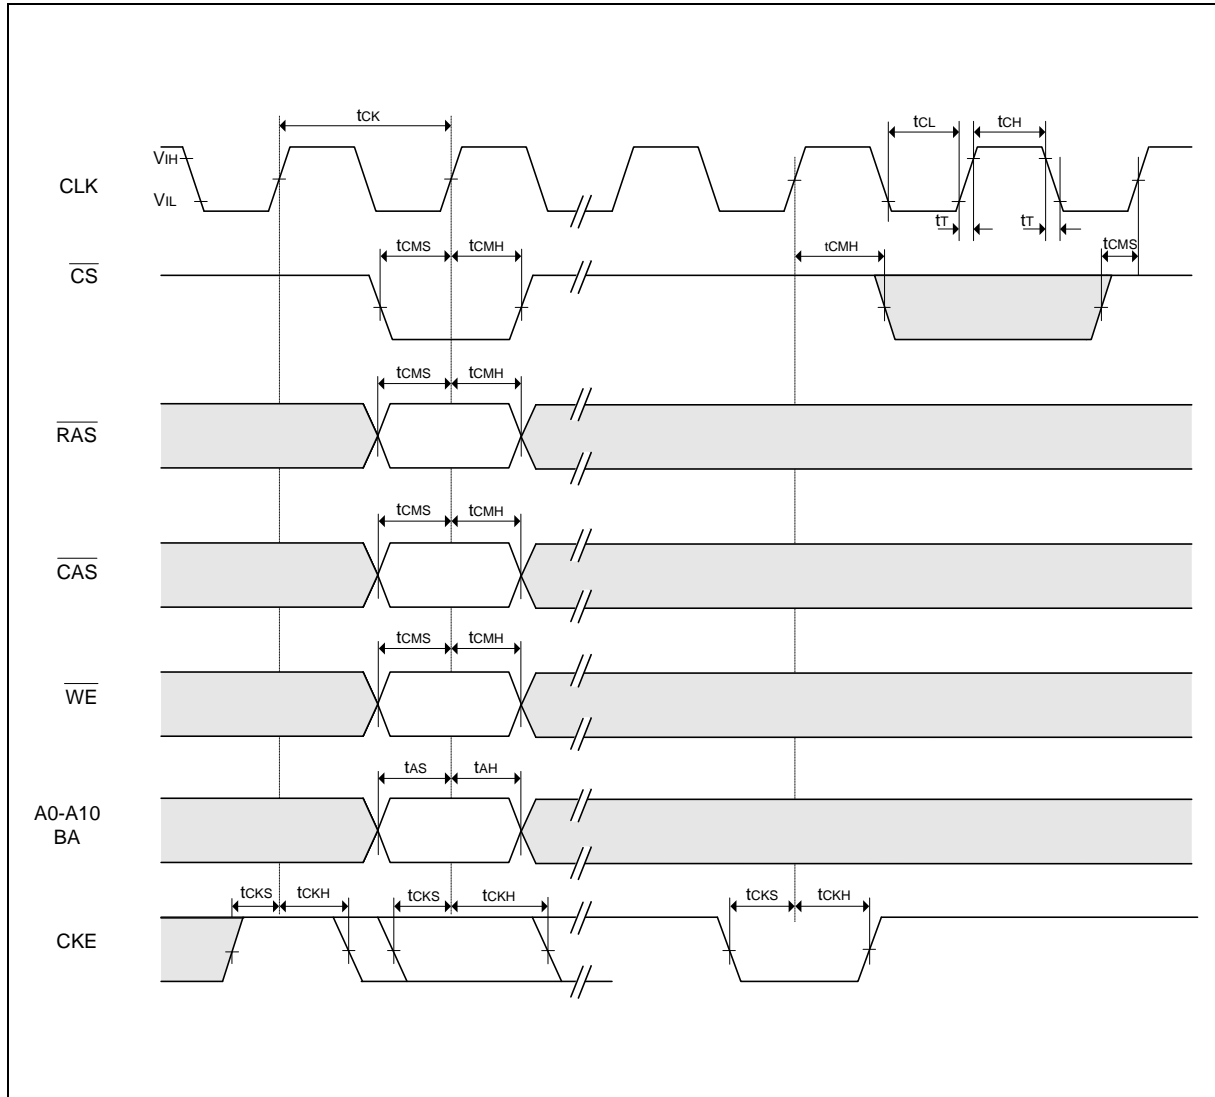 tCK
tCL
tCH
VIH
CLK
VIL
tT
tT
tCMS
tCMH
tCMH
tCMS
CS
tCMS
tCMH
RAS
tCMS
tCMH
CAS
tCMS
tCMH
WE
tAS
tAH
A0-A10
BA
tCKS
tCKH
tCKS
tCKH
tCKS
tCKH
CKE